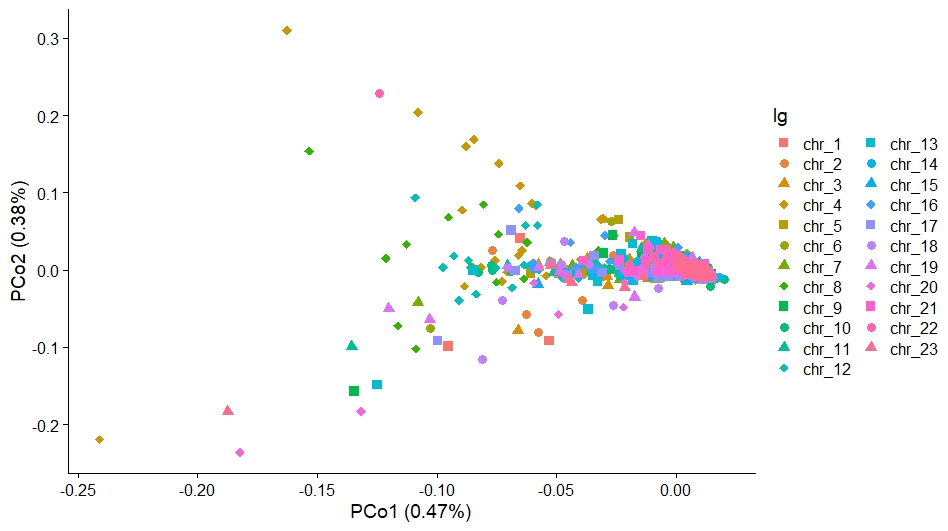 0.3
0.2
0.1
0.0
-0.1
-0.2
PCo2 (0.38%)
-0.25
-0.20
-0.15
-0.10
-0.05
0.00
PCo1 (0.47%)
lg
chr_1
chr_2
chr_3
chr_4
chr_5
chr_6
chr_7
chr_8
chr_9
chr_10
chr_11
chr_12
chr_13
chr_14
chr_15
chr_16
chr_17
chr_18
chr_19
chr_20
chr_21
chr_22
chr_23